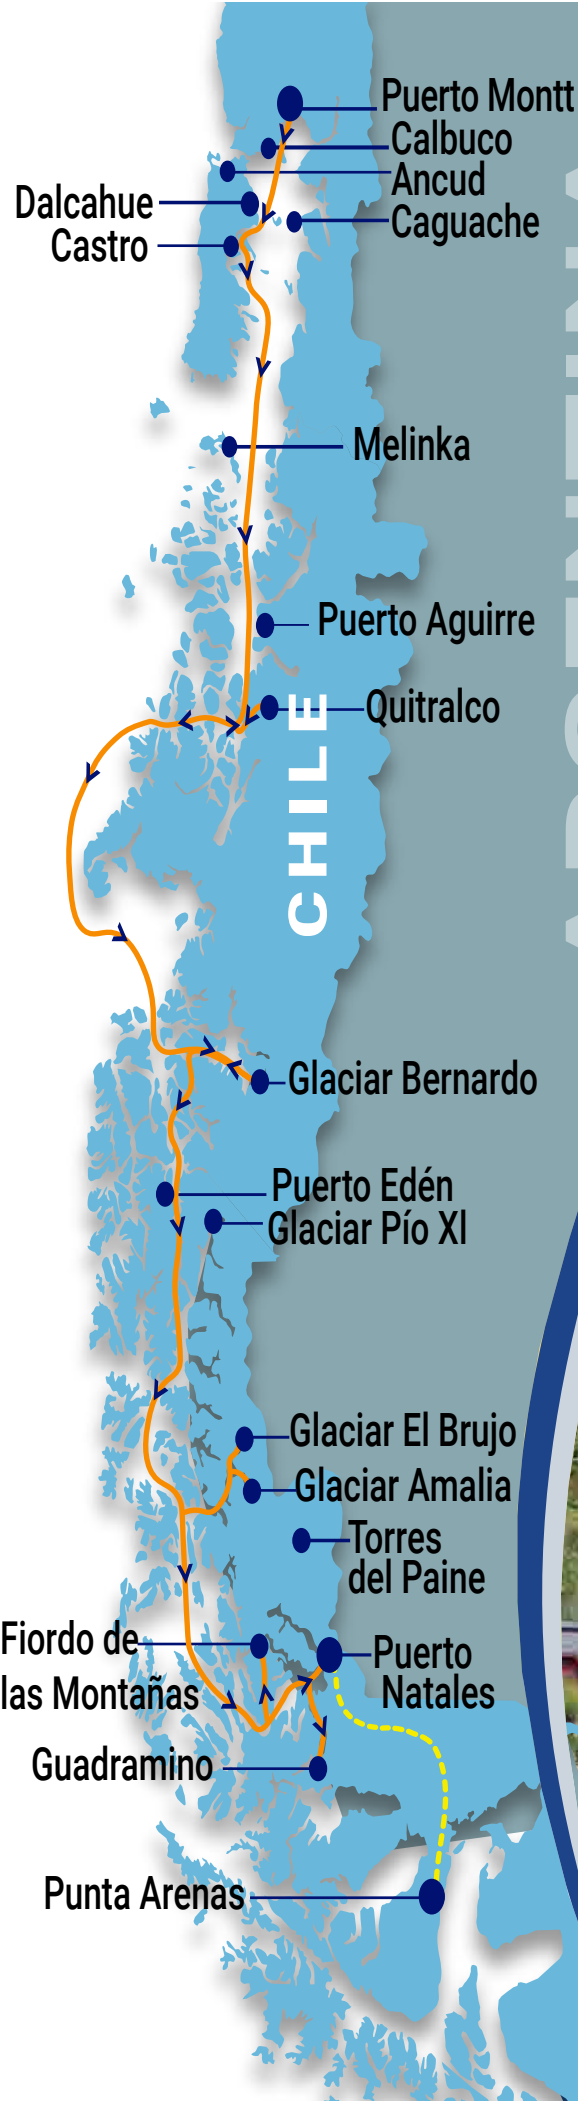 Puerto Montt
Calbuco
Ancud
Dalcahue
Caguache
Castro
Melinka
Puerto Aguirre
Quitralco
CHILE
Glaciar Bernardo
Puerto Edén
Glaciar Pío Xl
Glaciar El Brujo
Glaciar Amalia
Torres
del Paine
Fiordo de
las Montañas
Puerto
Natales
Guadramino
Punta Arenas